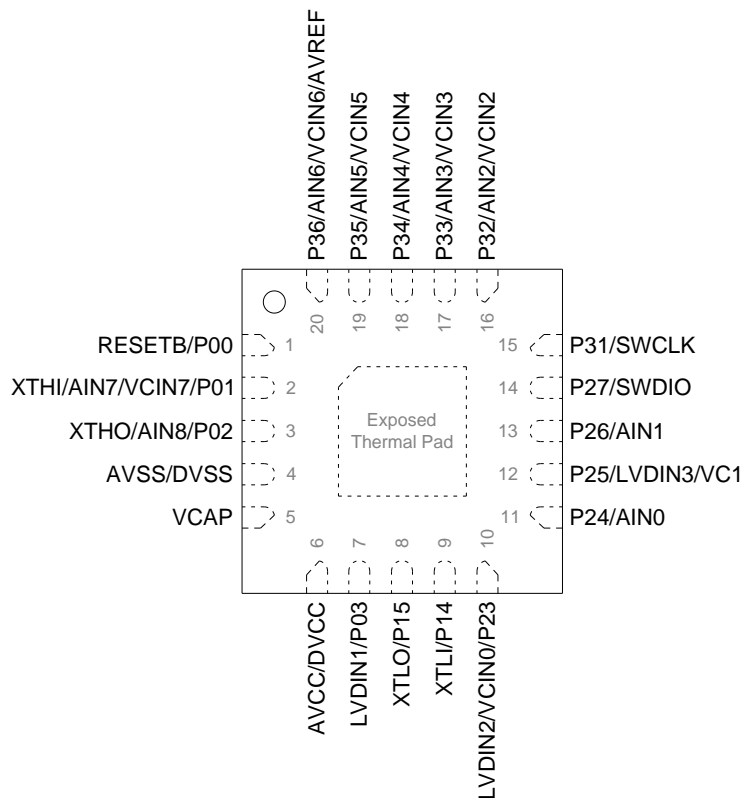 P36/AIN6/VCIN6/AVREF
P35/AIN5/VCIN5
P34/AIN4/VCIN4
P33/AIN3/VCIN3
P32/AIN2/VCIN2
20
19
18
17
16
RESETB/P00
1
XTHI/AIN7/VCIN7/P01
2
XTHO/AIN8/P02
3
AVSS/DVSS
4
VCAP
5
Exposed
Thermal Pad
15
P31/SWCLK
14
P27/SWDIO
13
P26/AIN1
12
P25/LVDIN3/VC1
11
P24/AIN0
6
7
8
9
10
AVCC/DVCC
LVDIN1/P03
XTLO/P15
XTLI/P14
LVDIN2/VCIN0/P23